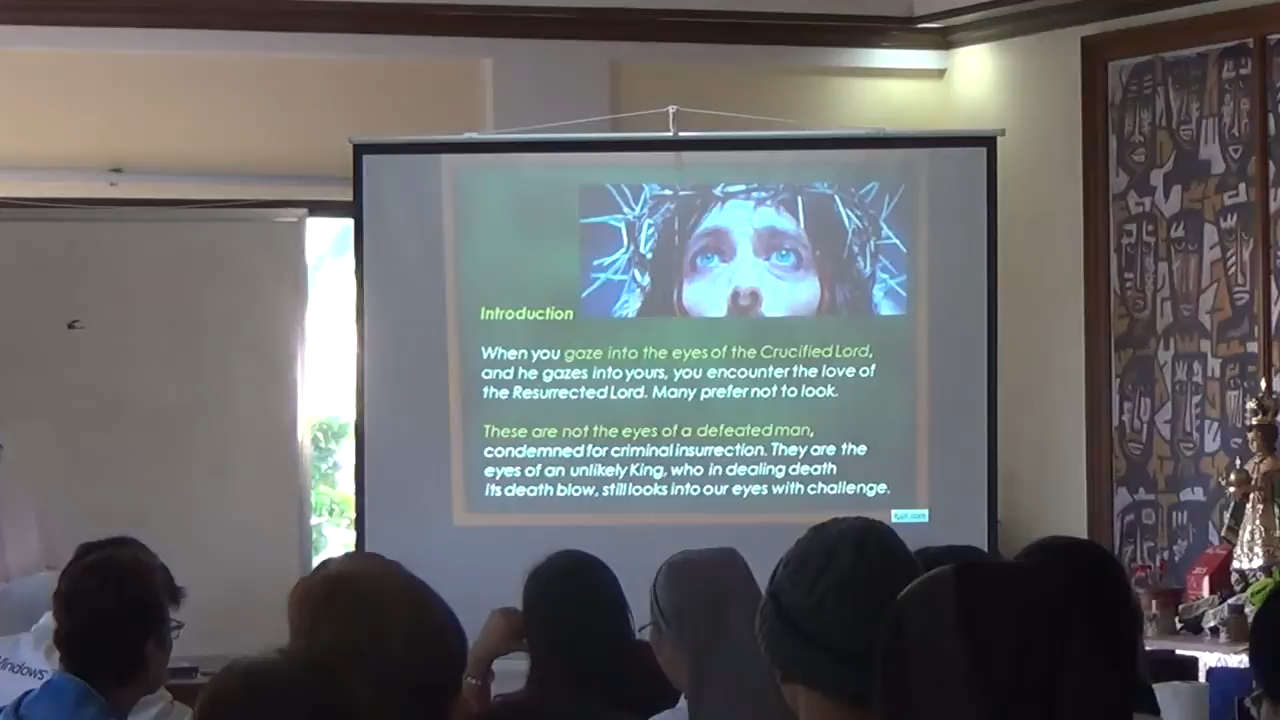 Introduction
When you gaze into the eyes of the Crucified Lord,
and he gazes into yours, you encounter the love of
the Resurrected Lord. Many prefer not to look.
These are not the eyes of a defeated man,
condemned for criminal insurrection. They are the
eyes of an unlikely King, who in dealing death
its death blow, still looks into our eyes with challenge.
Windows